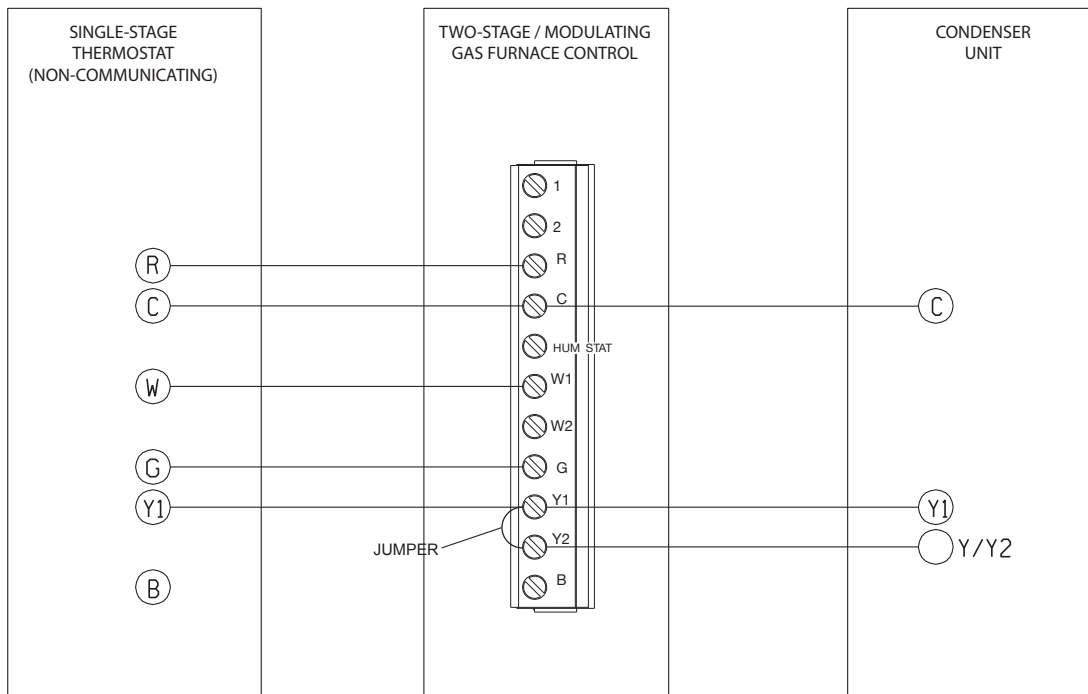 SINGLE-STAGE
THERMOSTAT
(NON-COMMUNICATING)
TWO-STAGE / MODULATING
GAS FURNACE CONTROL
CONDENSER
UNIT
1
2
R
R
C
C
C
HUM STAT
W
W1
W2
G
G
Y1
Y1
Y1
JUMPER
Y2
Y/Y2
B
B